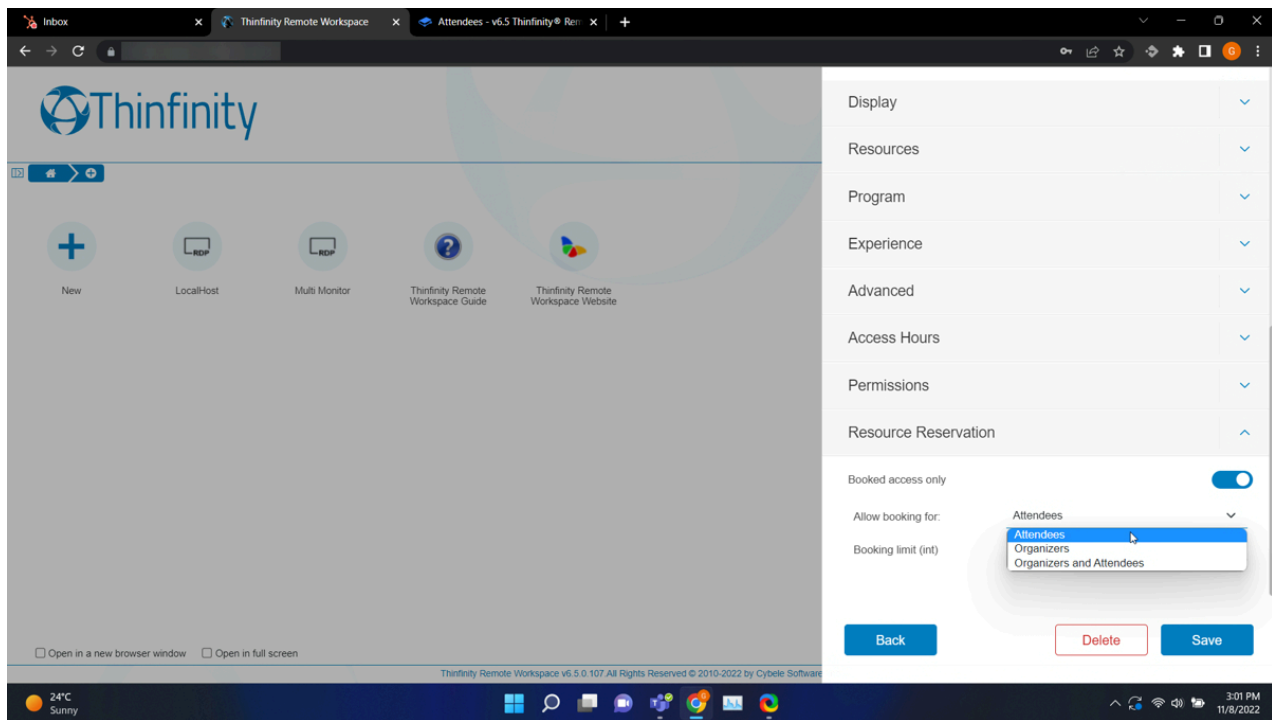 Inbox
Thinfinity Remote Workspace
Attendees - v6.5 Thinfinity® Rem
G
Thinfinity
Display
Resources
Program
Experience
Advanced
Access Hours
Permissions
Resource Reservation
Booked access only
Allow booking for:
Attendees
Attendees
Organizers
Organizers and Attendees
Booking limit (int)
Back
Delete
Save
RDP
RDP
?
New
LocalHost
Multi Monitor
Thinfinity Remote
Workspace Guide
Thinfinity Remote
Workspace Website
Open in a new browser window
Open in full screen
Thinfinity Remote Workspace v6.5.0.107.All Rights Reserved © 2010-2022 by Cybele Software
24°C
Sunny
G
3:01 PM
11/8/2022